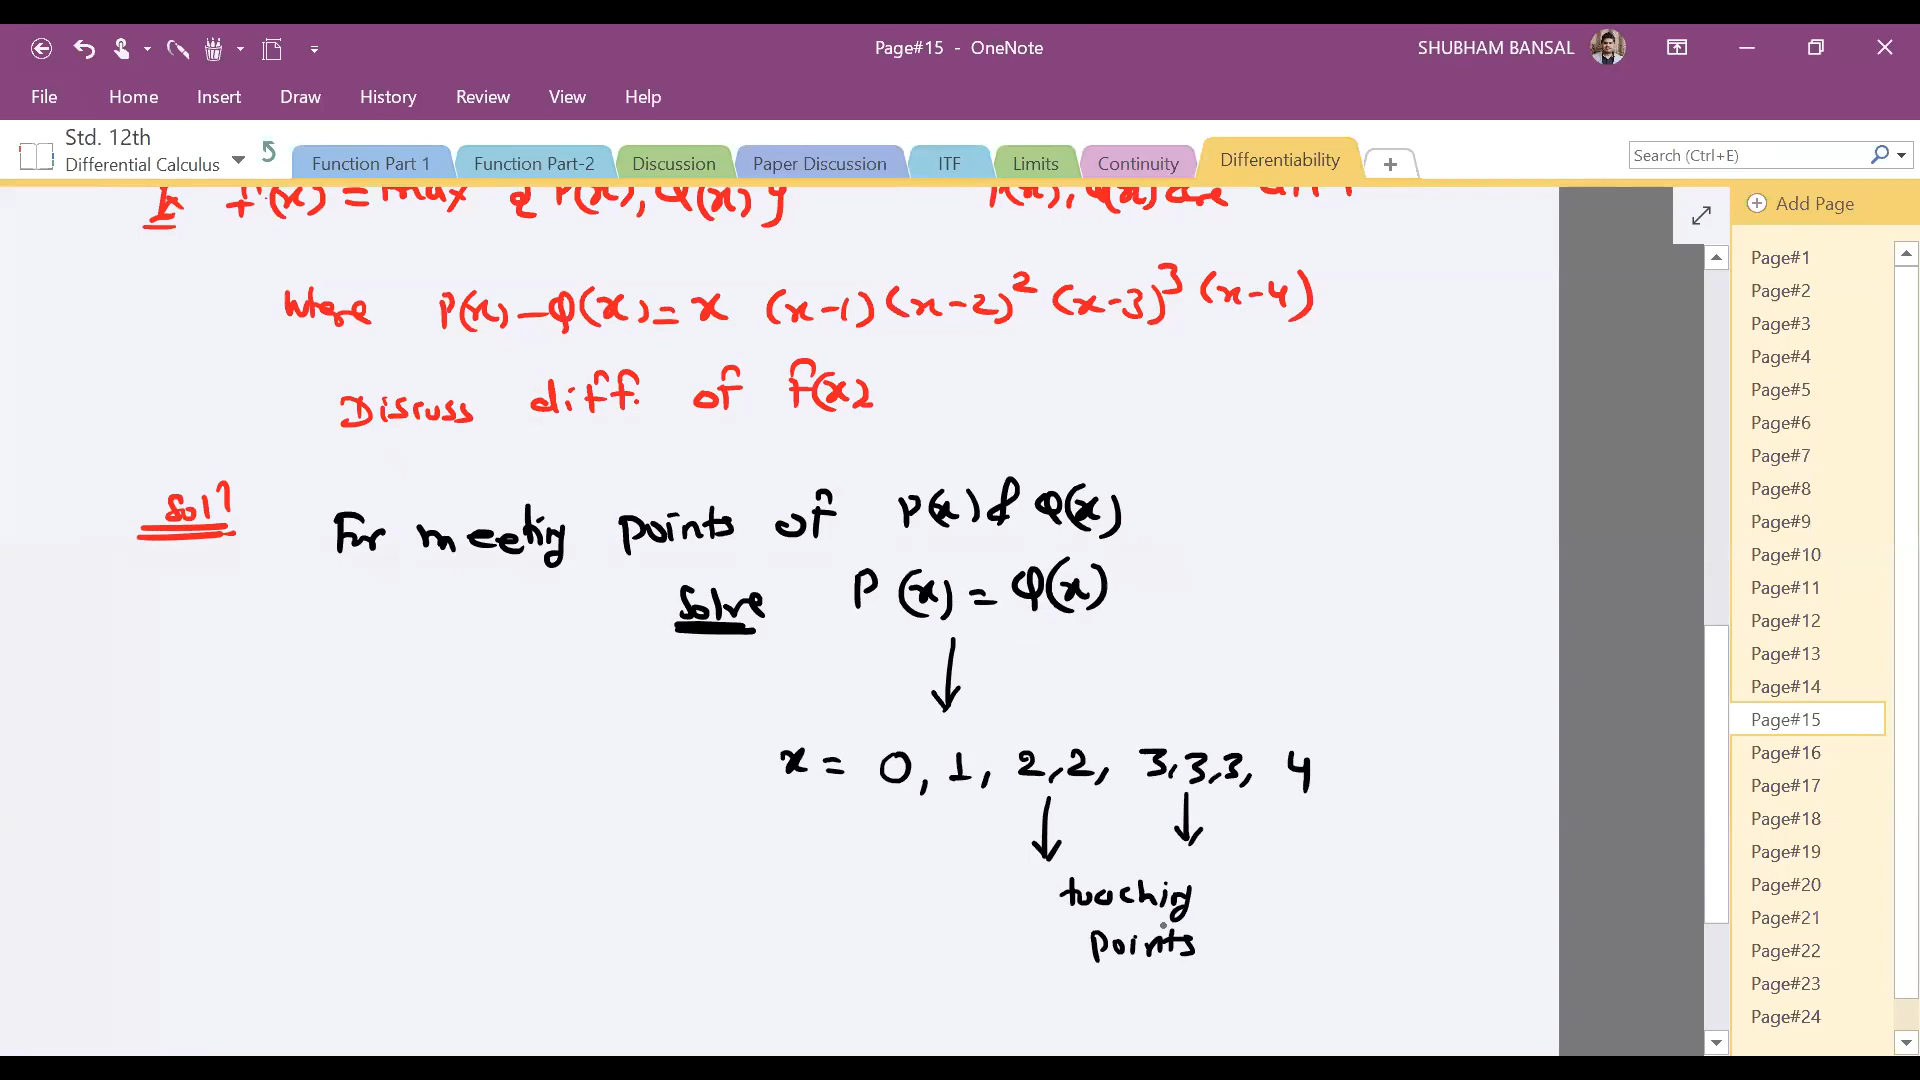 Page#15 - OneNote
SHUBHAM BANSAL
File Home Insert Draw History Review View Help
Std. 12th
Differential Calculus
Function Part 1
Function Part-2
Discussion
Paper Discussion
ITF
Limits
Continuity
Differentiability
+
Search (Ctrl+E)
Add Page
Page#1
Page#2
Page#3
Page#4
Page#5
Page#6
Page#7
Page#8
Page#9
Page#10
Page#11
Page#12
Page#13
Page#14
Page#15
Page#16
Page#17
Page#18
Page#19
Page#20
Page#21
Page#22
Page#23
Page#24
f(x) = max { P(x), Q(x) } P(x), Q(x) are
where P(x) – Q(x) = x (x-1) (x-2)² (x-3)³ (x-4)
Discuss diff. of f(x)
Solⁿ
For meeting points of P(x) & Q(x)
Solve P(x) = Q(x)
x = 0, 1, 2,2, 3,3,3, 4
touching
points